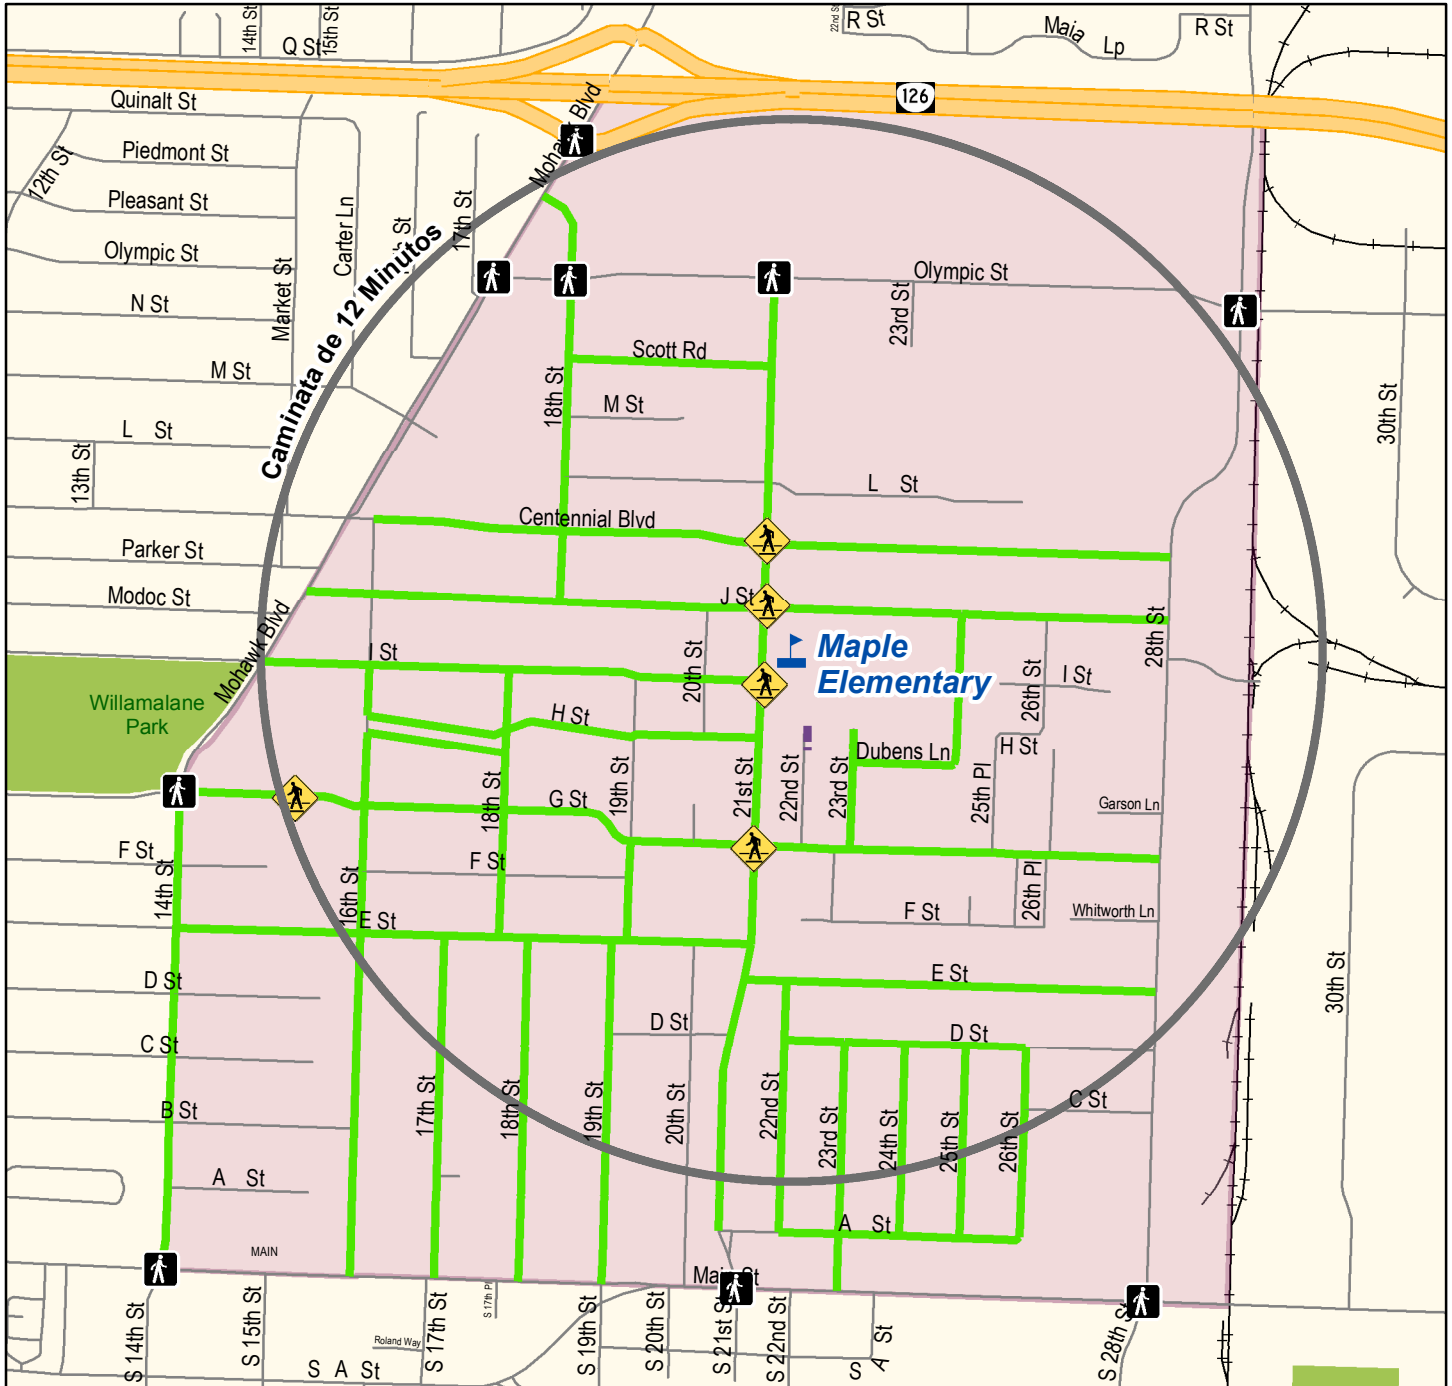 14th St
15th St
22nd St
R St
Maia
Lp
R St
Q St
126
Quinalt St
Mohawk Blvd
Piedmont St
12th St
Pleasant St
Carter Ln
17th St
Olympic St
Caminata de 12 Minutos
Olympic St
N St
Market St
23rd St
Scott Rd
M St
18th St
M St
30th St
L St
13th St
L St
Centennial Blvd
Parker St
Modoc St
J St
28th St
Mohawk Blvd
I St
20th St
Maple
Elementary
26th St
I St
Willamalane
Park
H St
H St
Dubens Ln
18th St
19th St
21st St
22nd St
23rd St
25th Pl
G St
Garson Ln
F St
14th St
F St
16th St
26th Pl
F St
Whitworth Ln
E St
E St
D St
30th St
D St
D St
C St
C St
B St
17th St
18th St
19th St
20th St
22nd St
23rd St
24th St
25th St
26th St
A St
A St
MAIN
Main St
S 14th St
S 15th St
S 17th St
S 17th Pl
S 19th St
S 20th St
S 21st St
S 22nd St
S A St
S 28th St
Roland Way
S A St